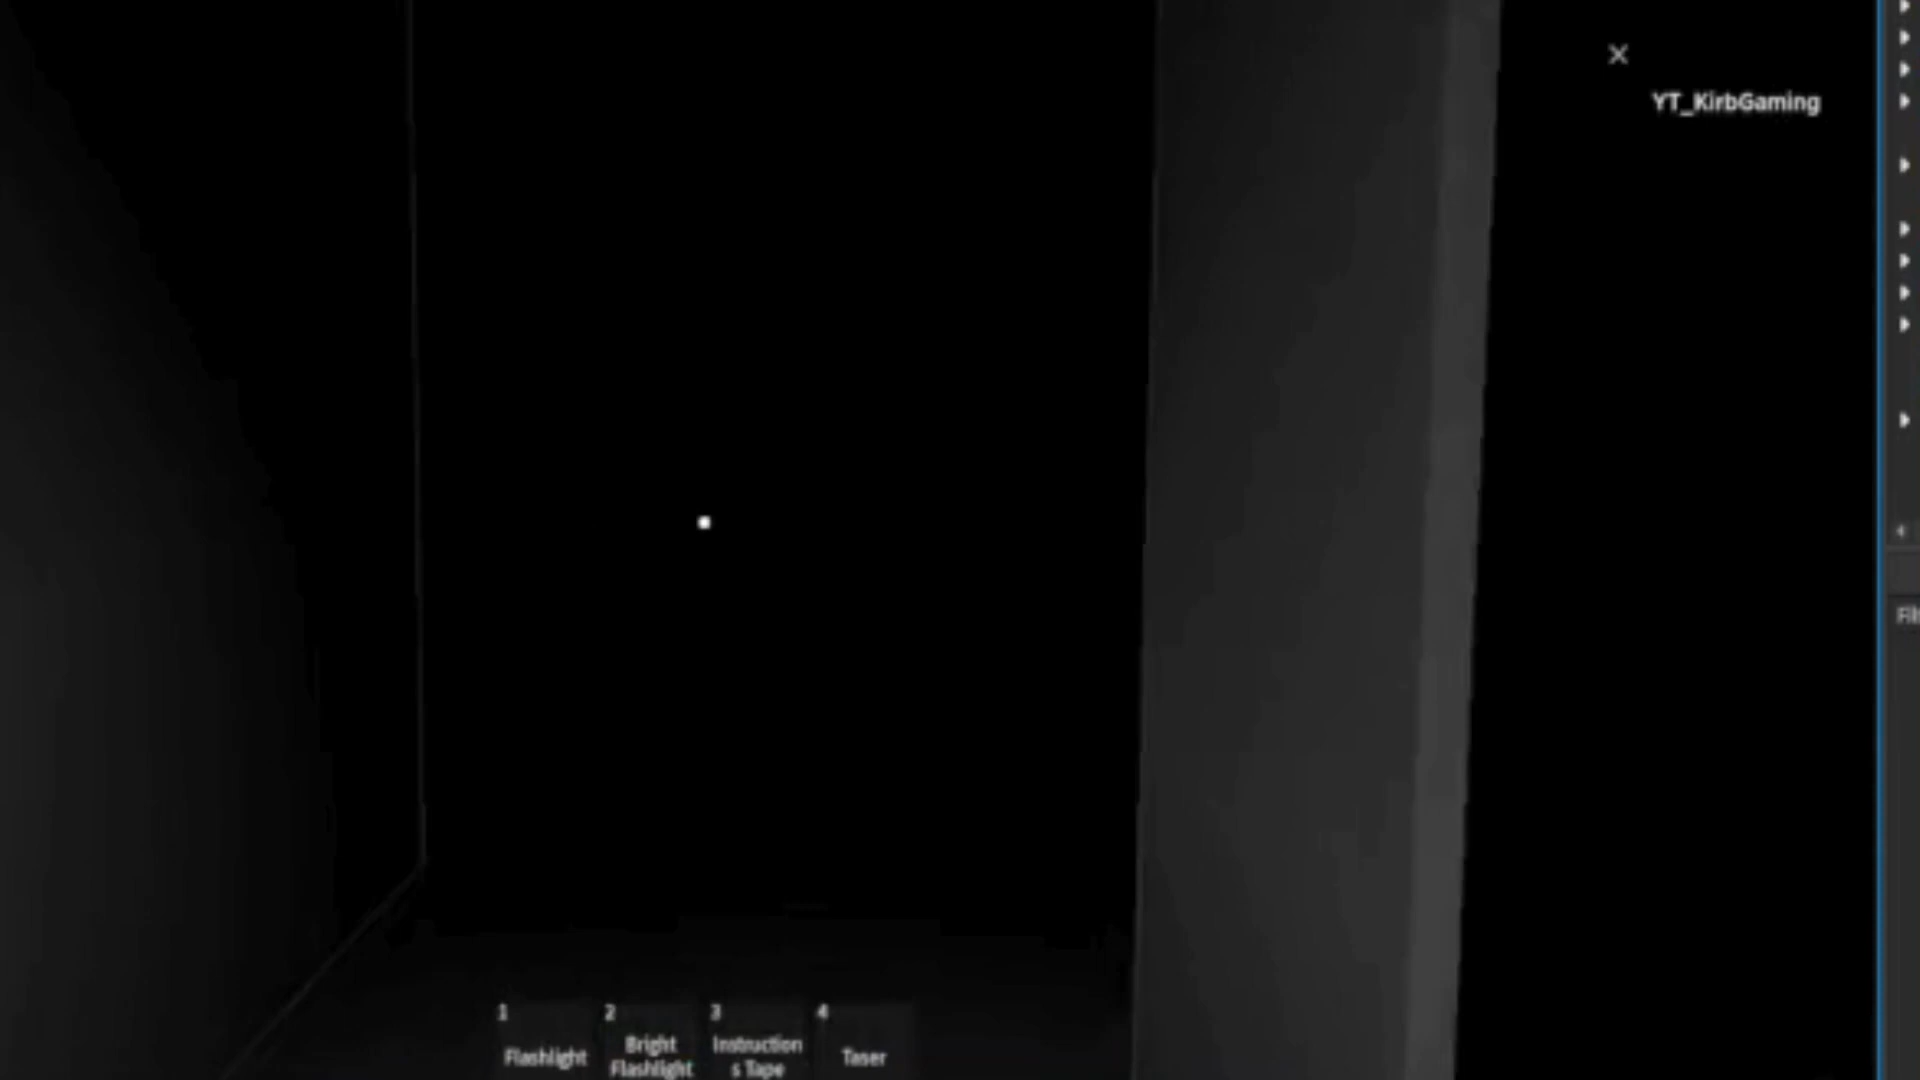 YT_KirbGaming
1
2
3
4
Flashlight
Bright
Flashlight
Instruction
s Tape
Taser